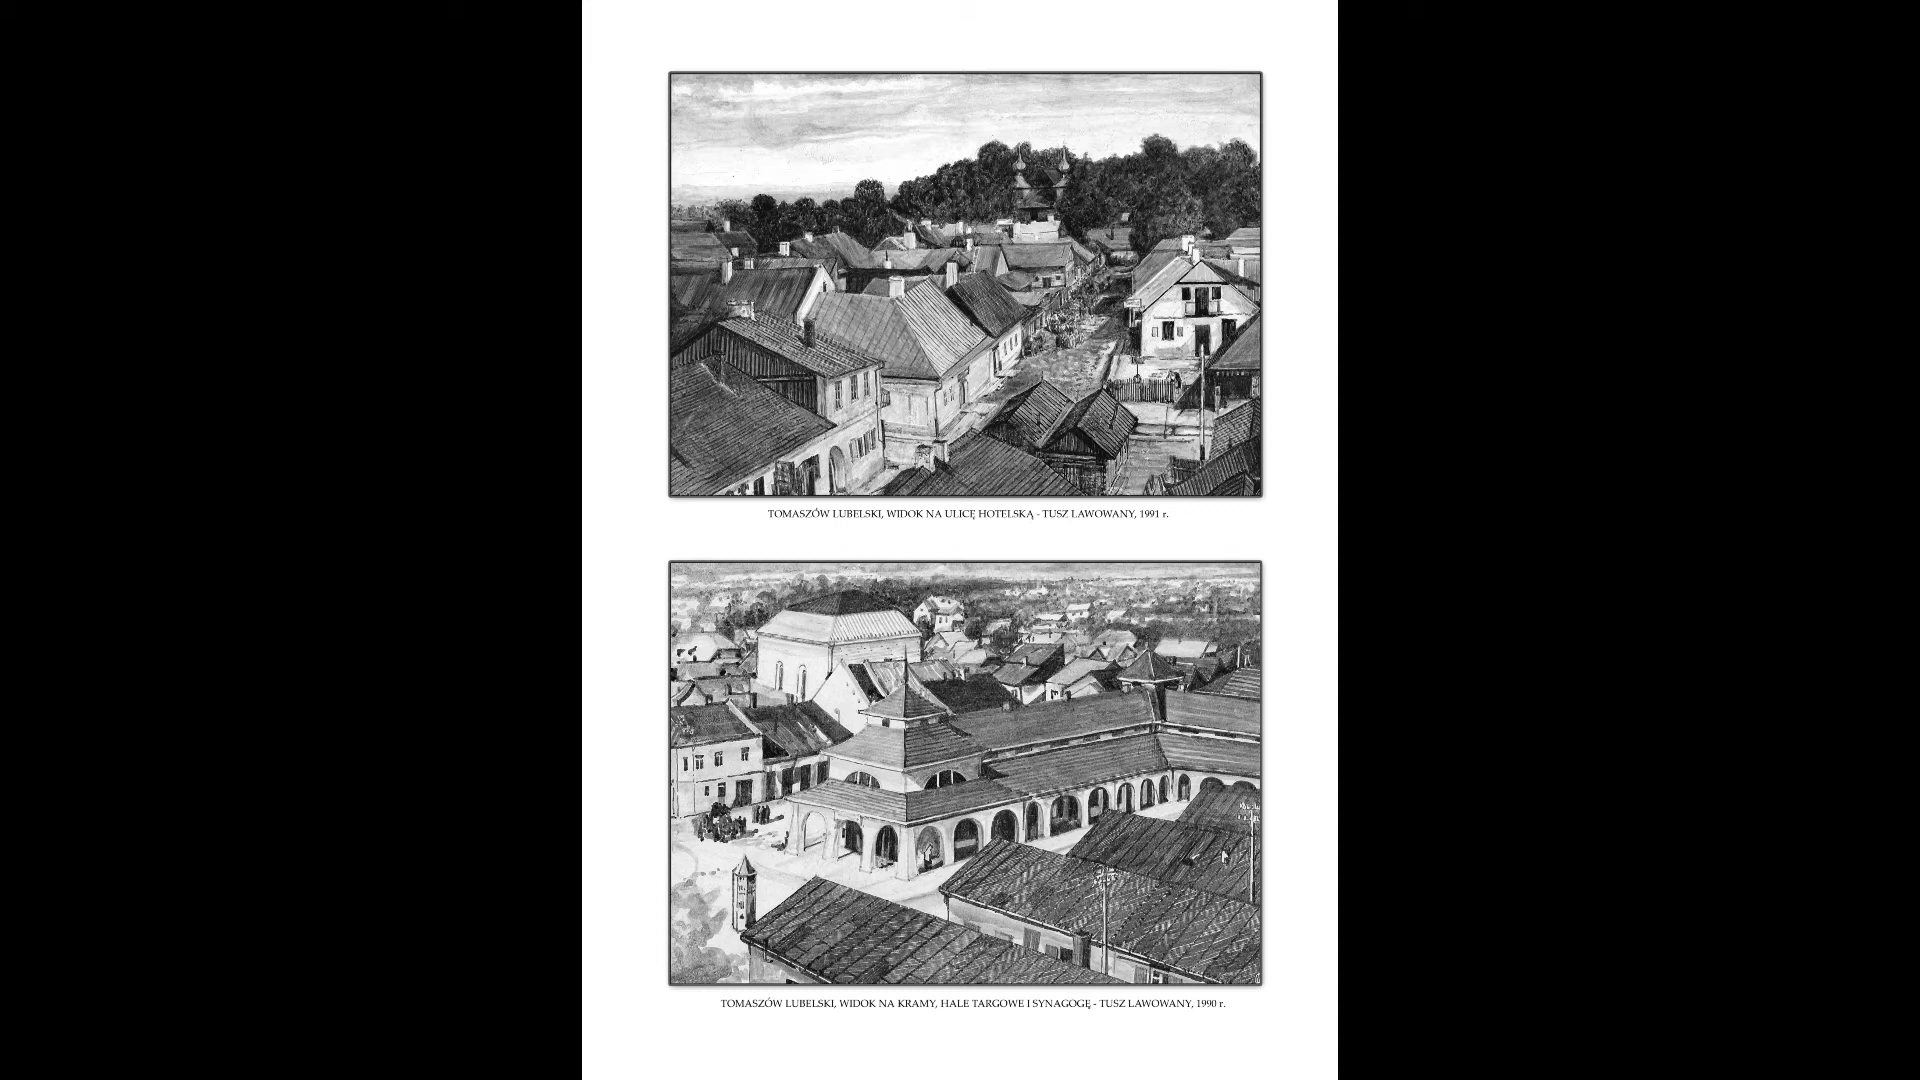 TOMASZÓW LUBELSKI, WIDOK NA ULICĘ HOTELSKĄ - TUSZ LAWOWANY, 1991 r.
TOMASZÓW LUBELSKI, WIDOK NA KRAMY, HALE TARGOWE I SYNAGOGĘ - TUSZ LAWOWANY, 1990 r.